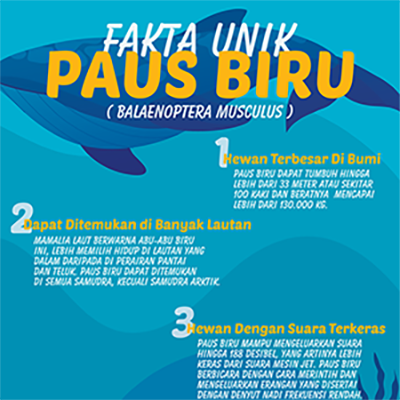 FAKTA UNIK
PAUS BIRU
( BALAENOPTERA MUSCULUS )
1 Hewan Terbesar Di Bumi
PAUS BIRU DAPAT TUMBUH HINGGA
LEBIH DARI 33 METER ATAU SEKITAR
100 KAKI DAN BERATNYA MENCAPAI
LEBIH DARI 130.000 KG.
2 Dapat Ditemukan di Banyak Lautan
MAMALIA LAUT BERWARNA ABU-ABU BIRU
INI, LEBIH MEMILIH HIDUP DI LAUTAN YANG
DALAM DARIPADA DI PERAIRAN PANTAI
DAN TELUK. PAUS BIRU DAPAT DITEMUKAN
DI SEMUA SAMUDRA, KECUALI SAMUDRA ARKTIK.
3 Hewan Dengan Suara Terkeras
PAUS BIRU MAMPU MENGELUARKAN SUARA
HINGGA 188 DESIBEL, YANG ARTINYA LEBIH
KERAS DARI SUARA MESIN JET. PAUS BIRU
BERBICARA DENGAN CARA MERINTIH DAN
MENGELUARKAN ERANGAN YANG DISERTAI
DENGAN DENYUT NADI FREKUENSI RENDAH.